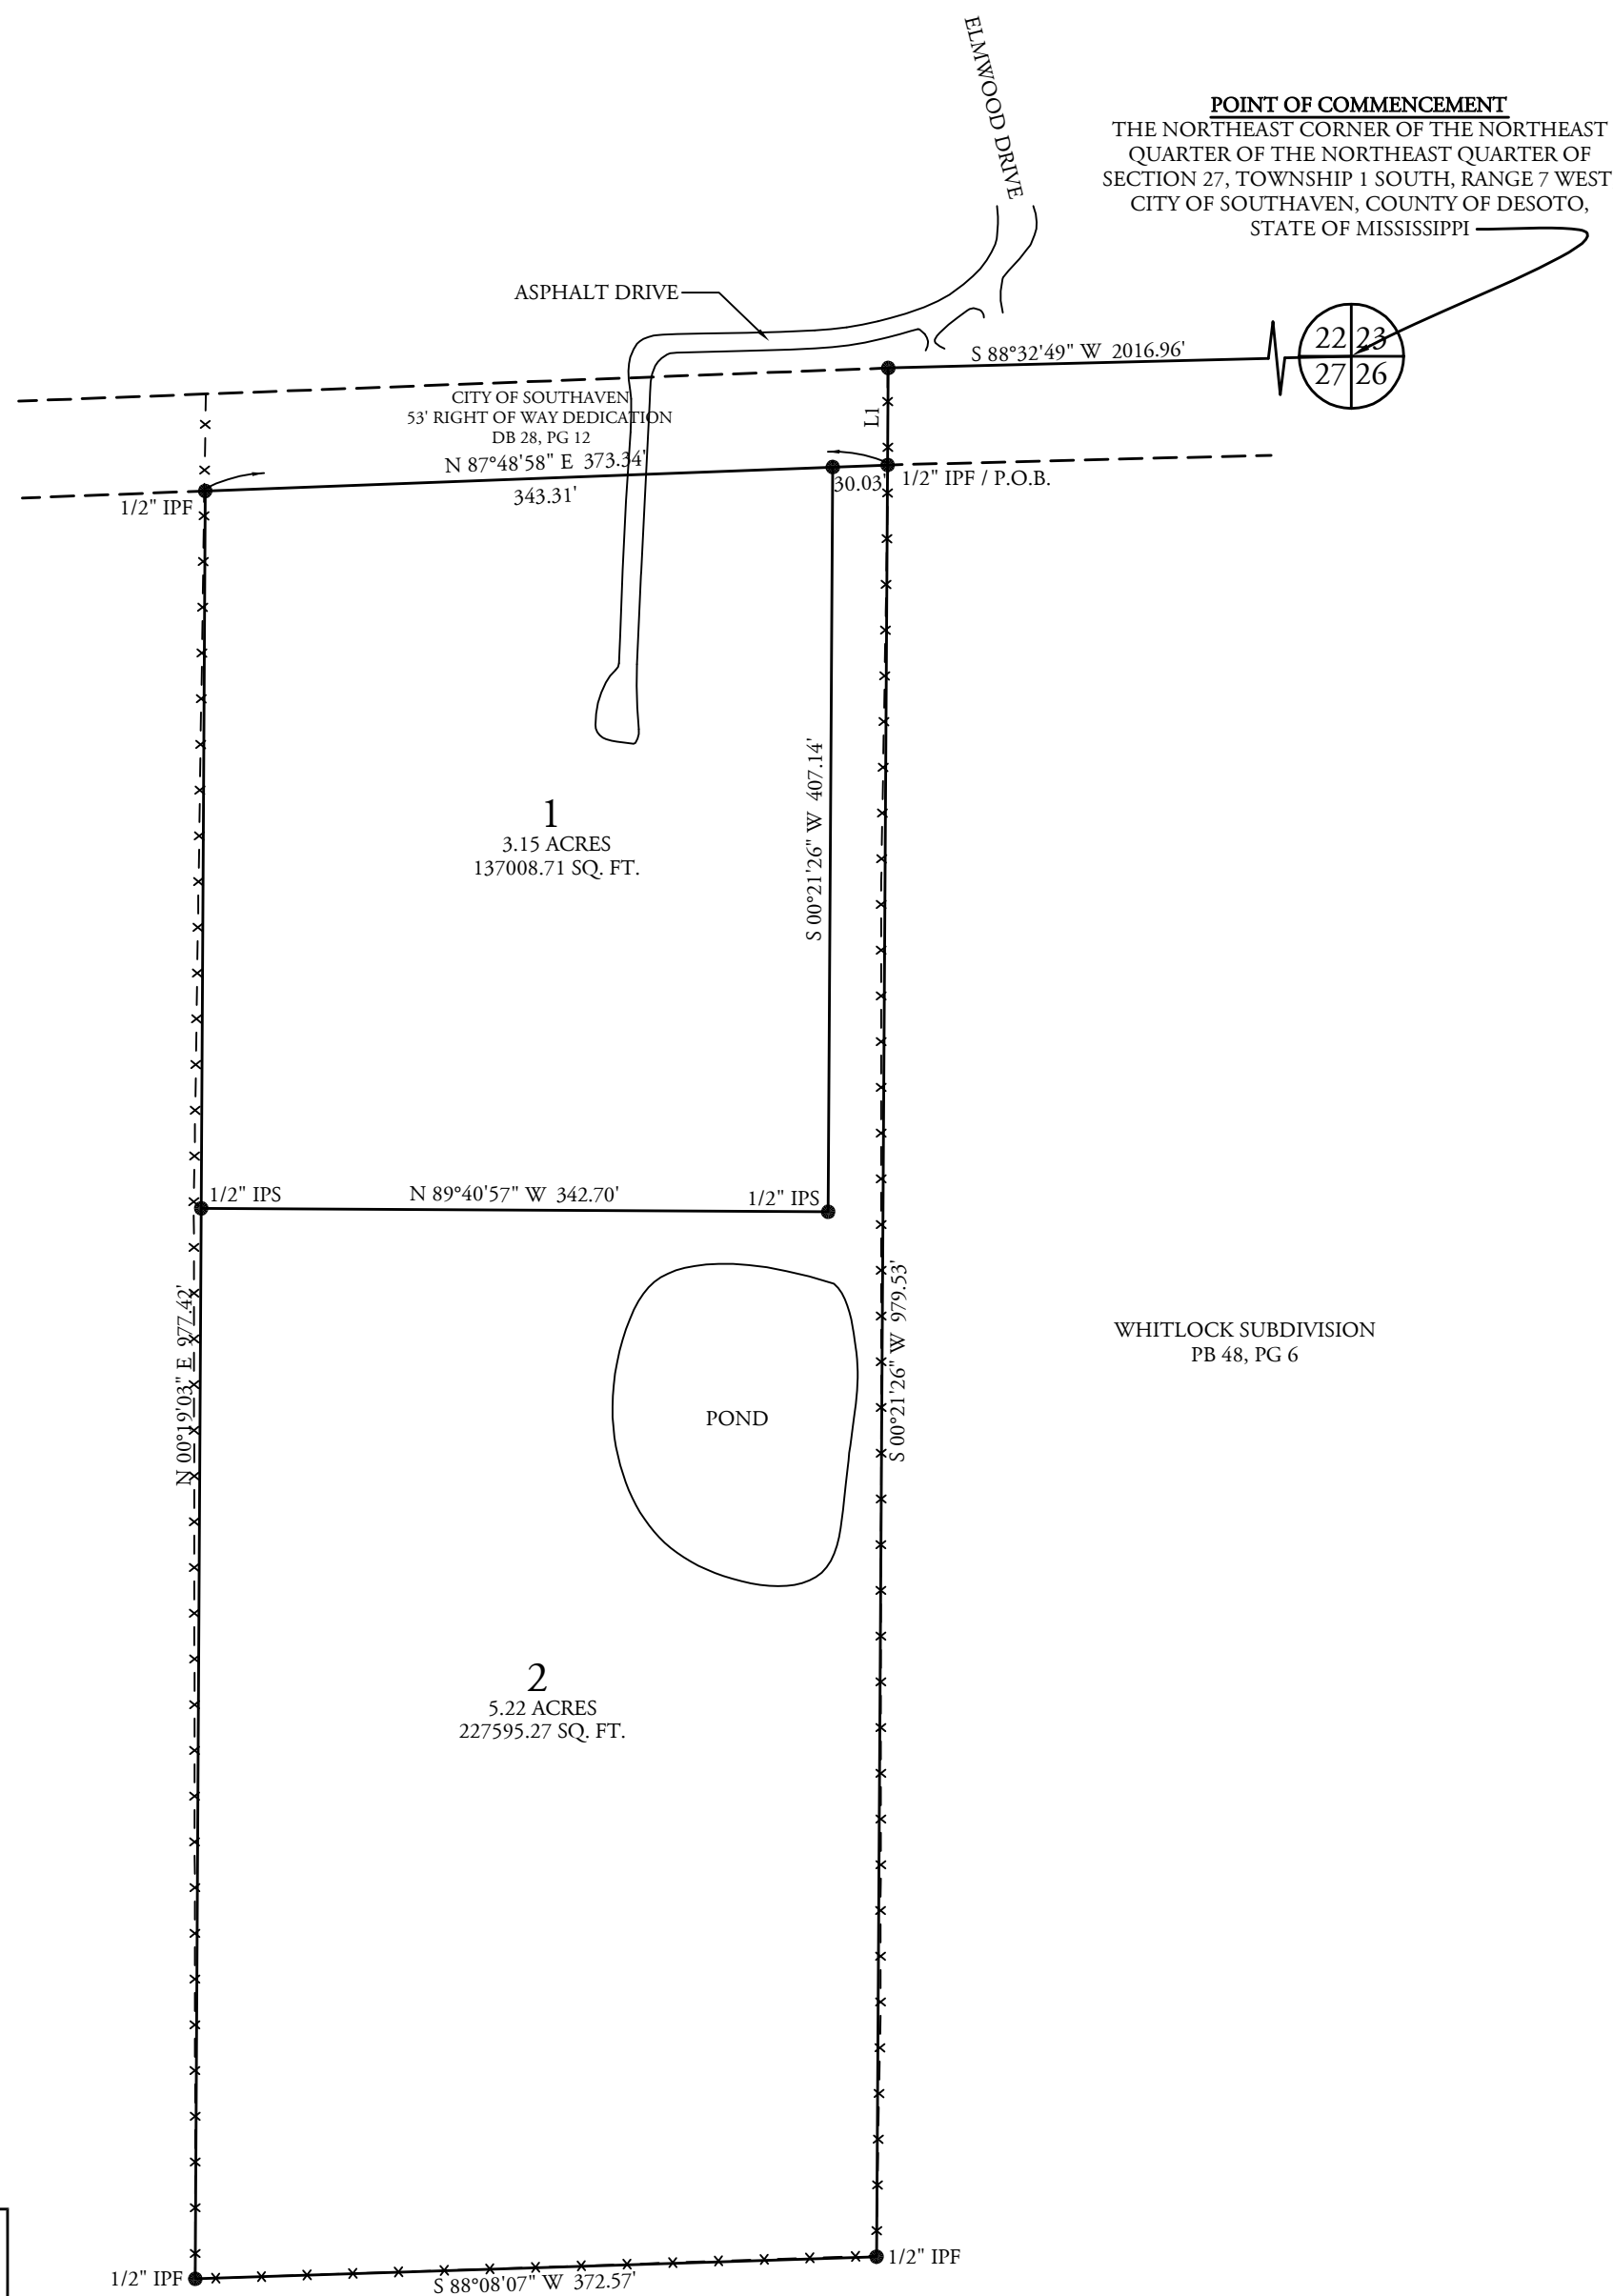 ELMWOOD DRIVE
POINT OF COMMENCEMENT
THE NORTHEAST CORNER OF THE NORTHEAST
QUARTER OF THE NORTHEAST QUARTER OF
SECTION 27, TOWNSHIP 1 SOUTH, RANGE 7 WEST
CITY OF SOUTHAVEN, COUNTY OF DESOTO,
STATE OF MISSISSIPPI
ASPHALT DRIVE
22 23
27 26
S 88°32'49" W 2016.96'
CITY OF SOUTHAVEN
53' RIGHT OF WAY DEDICATION
DB 28, PG 12
L1
N 87°48'58" E 373.34'
343.31'
30.03'
1/2" IPF / P.O.B.
1/2" IPF
S 00°21'26" W 407.14'
1
3.15 ACRES
137008.71 SQ. FT.
1/2" IPS
N 89°40'57" W 342.70'
1/2" IPS
N 00°19'03" E 977.42'
S 00°21'26" W 979.53'
WHITLOCK SUBDIVISION
PB 48, PG 6
POND
2
5.22 ACRES
227595.27 SQ. FT.
1/2" IPF
1/2" IPF
S 88°08'07" W 372.57'